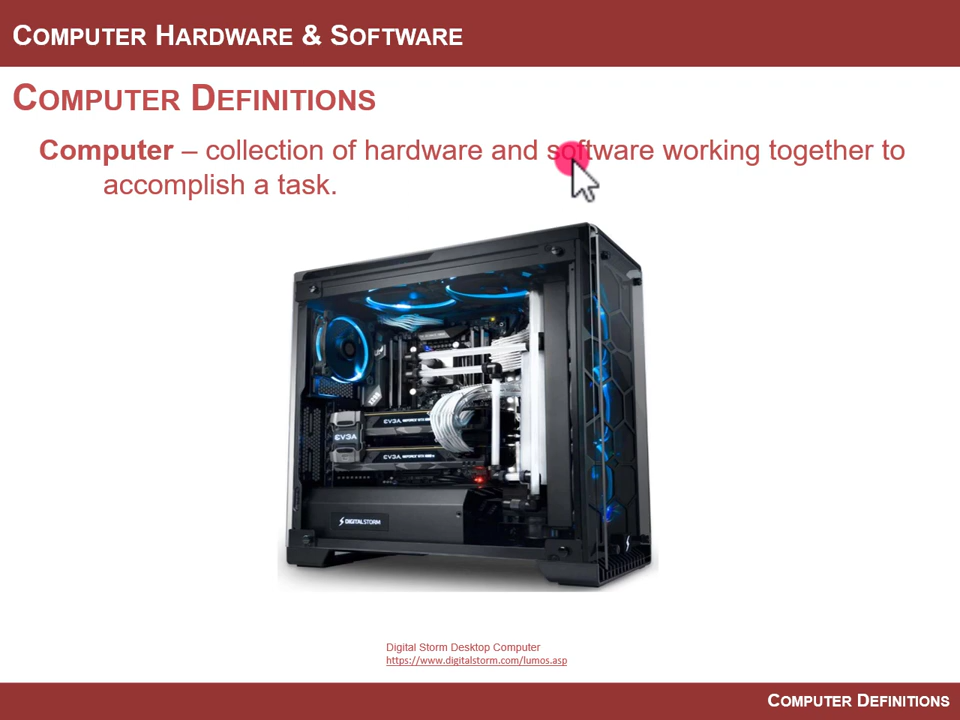 COMPUTER HARDWARE & SOFTWARE
COMPUTER DEFINITIONS
Computer – collection of hardware and software working together to
accomplish a task.
EVGA
EVGA
EVGA
DIGITALSTORM
Digital Storm Desktop Computer
https://www.digitalstorm.com/lumos.asp
COMPUTER DEFINITIONS